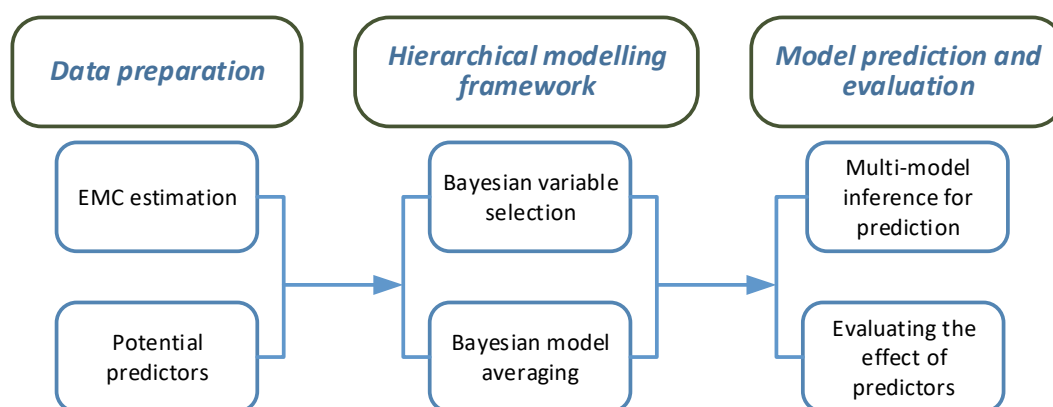 Data preparation
Hierarchical modelling
framework
Model prediction and
evaluation
EMC estimation
Bayesian variable
selection
Multi-model
inference for
prediction
Potential
predictors
Bayesian model
averaging
Evaluating the
effect of
predictors